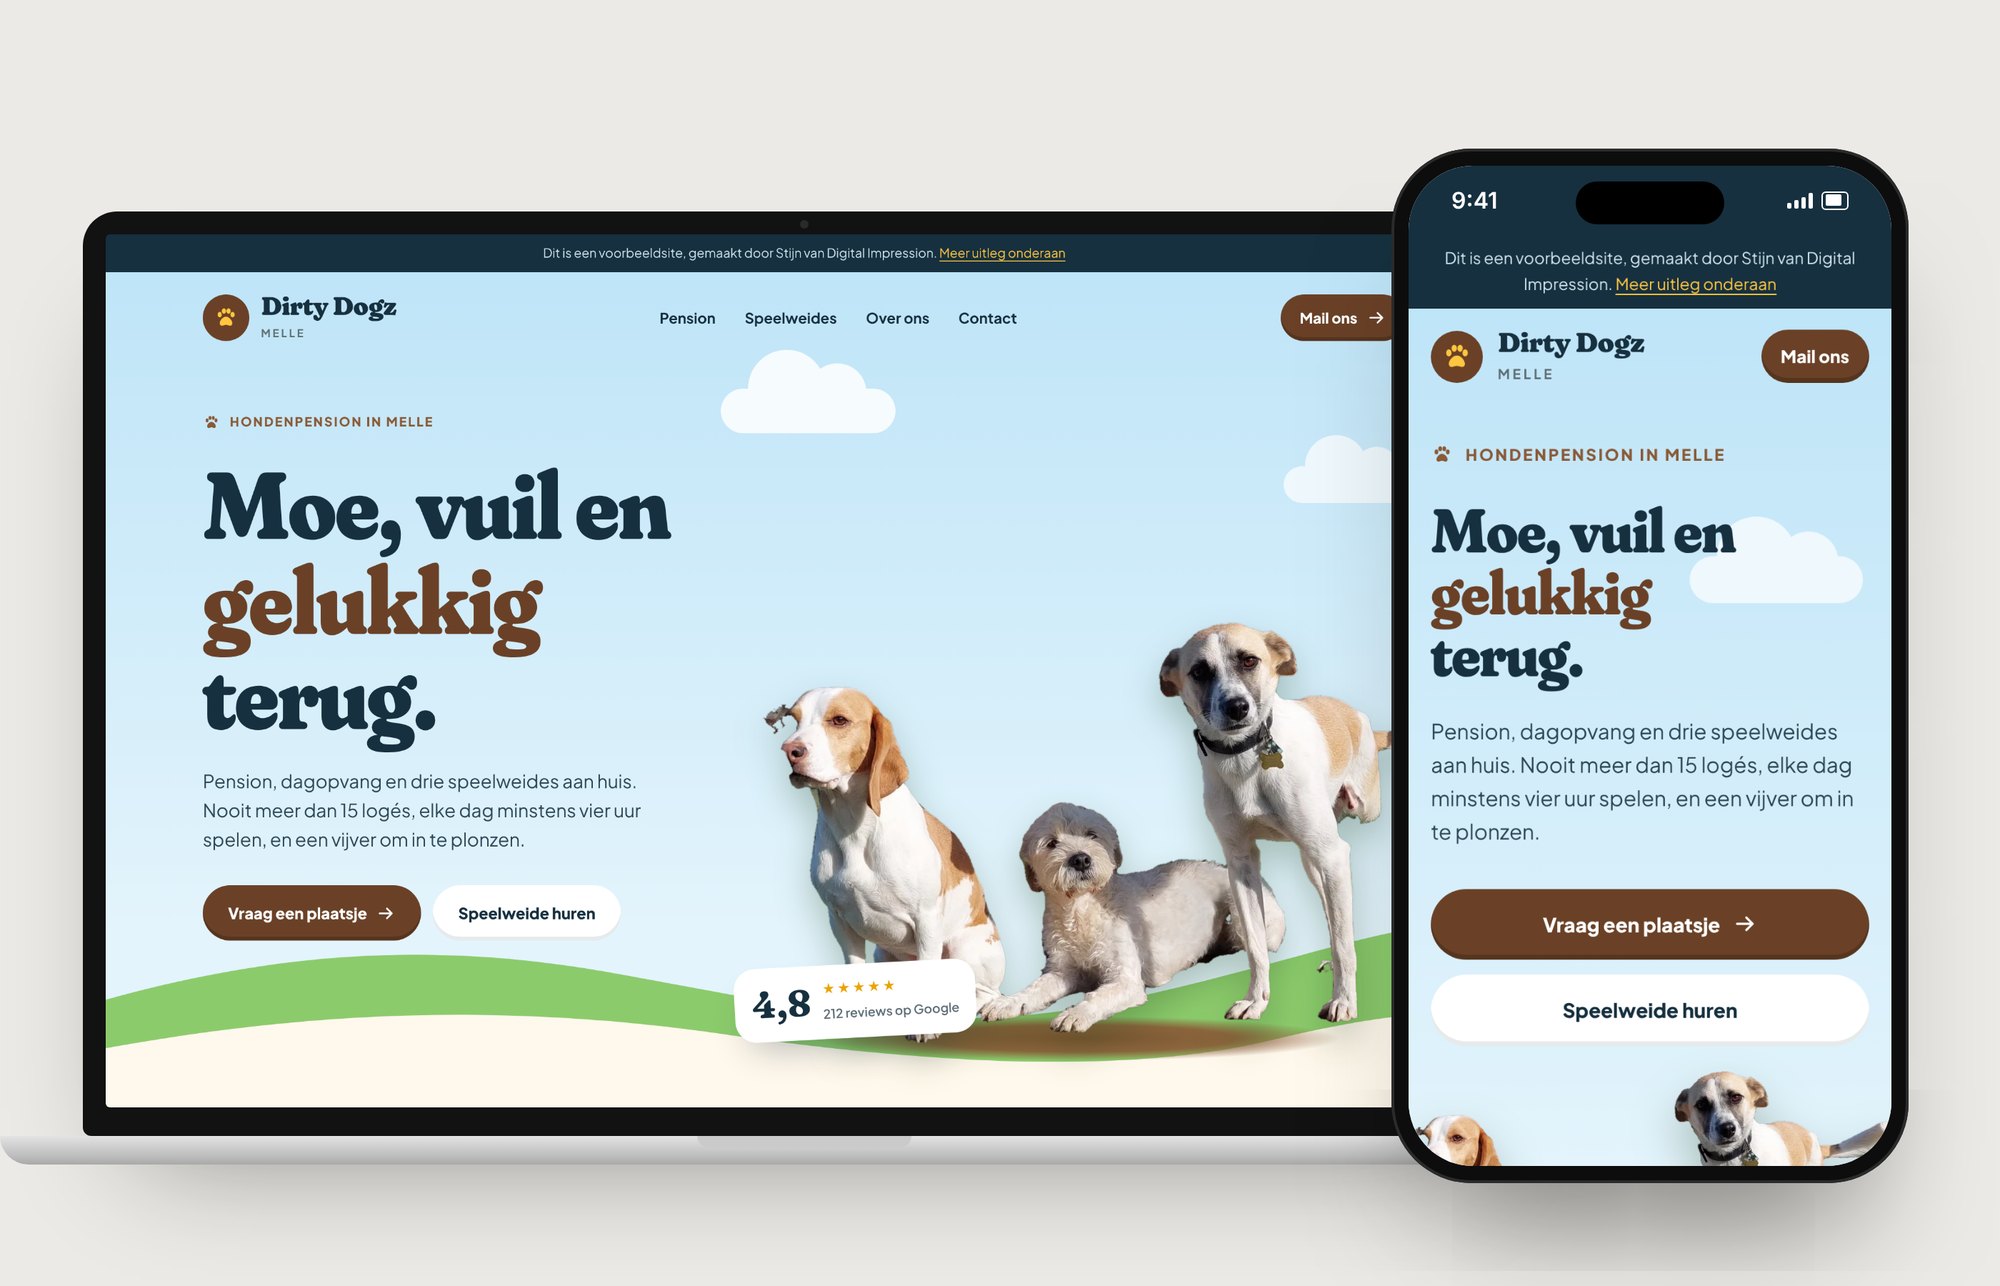 Dit is een voorbeeldsite, gemaakt door Stijn van Digital Impression. Meer uitleg onderaan
Dirty Dogz
MELLE
Pension
Speelweides
Over ons
Contact
Mail ons
HONDENPENSION IN MELLE
Moe, vuil en
gelukkig
terug.
Pension, dagopvang en drie speelweides aan huis.
Nooit meer dan 15 logés, elke dag minstens vier uur
spelen, en een vijver om in te plonzen.
Vraag een plaatsje
Speelweide huren
4,8
212 reviews op Google
9:41
Dit is een voorbeeldsite, gemaakt door Stijn van Digital
Impression. Meer uitleg onderaan
Dirty Dogz
MELLE
Mail ons
HONDENPENSION IN MELLE
Moe, vuil en
gelukkig
terug.
Pension, dagopvang en drie speelweides
aan huis. Nooit meer dan 15 logés, elke dag
minstens vier uur spelen, en een vijver om in
te plonzen.
Vraag een plaatsje
Speelweide huren